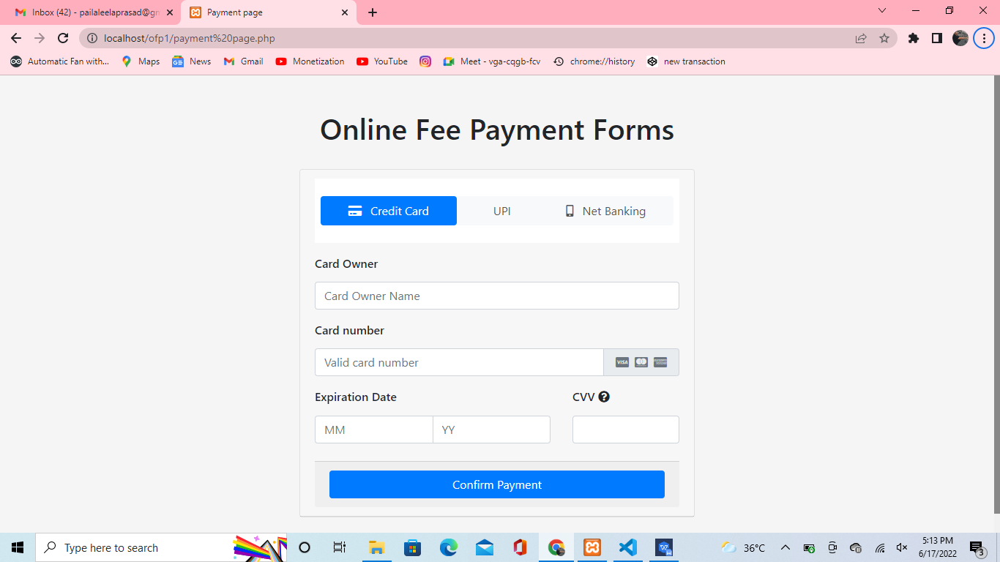 Inbox (42) - pailaleelaprasad@gm
Payment page
localhost/ofp1/payment%20page.php
Automatic Fan with...
Maps
News
Gmail
Monetization
YouTube
Meet - vga-cqgb-fcv
chrome://history
new transaction
Online Fee Payment Forms
Credit Card
UPI
Net Banking
Card Owner
Card Owner Name
Card number
Valid card number
VISA
Expiration Date
CVV
MM
YY
Confirm Payment
Type here to search
36°C
5:13 PM
6/17/2022
3